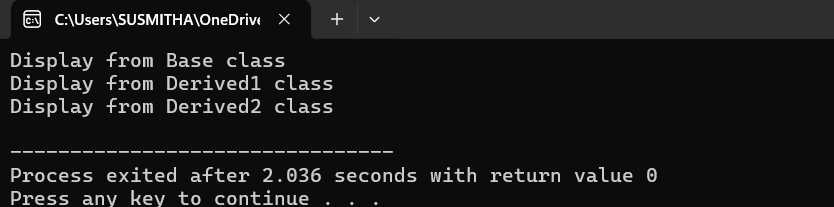 C:\Users\SUSMITHA\OneDrive
Display from Base class
Display from Derived1 class
Display from Derived2 class
--------------------------------
Process exited after 2.036 seconds with return value 0
Press any key to continue . . .